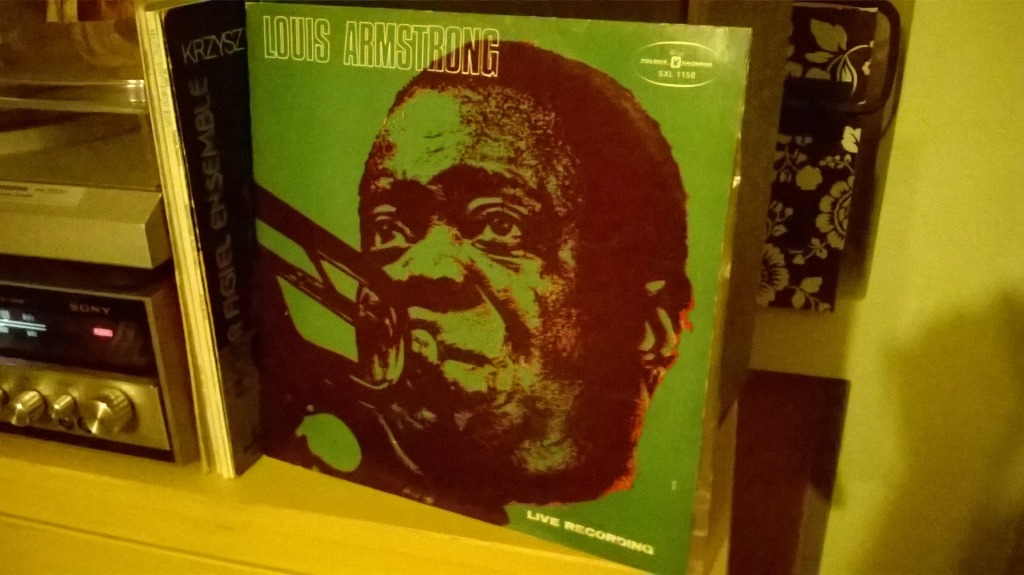 LOUIS ARMSTRONG
POLSKIE NAGRANIA
SXL 1158
LIVE RECORDING
KRZYSZ
ENSEMBLE
SONY